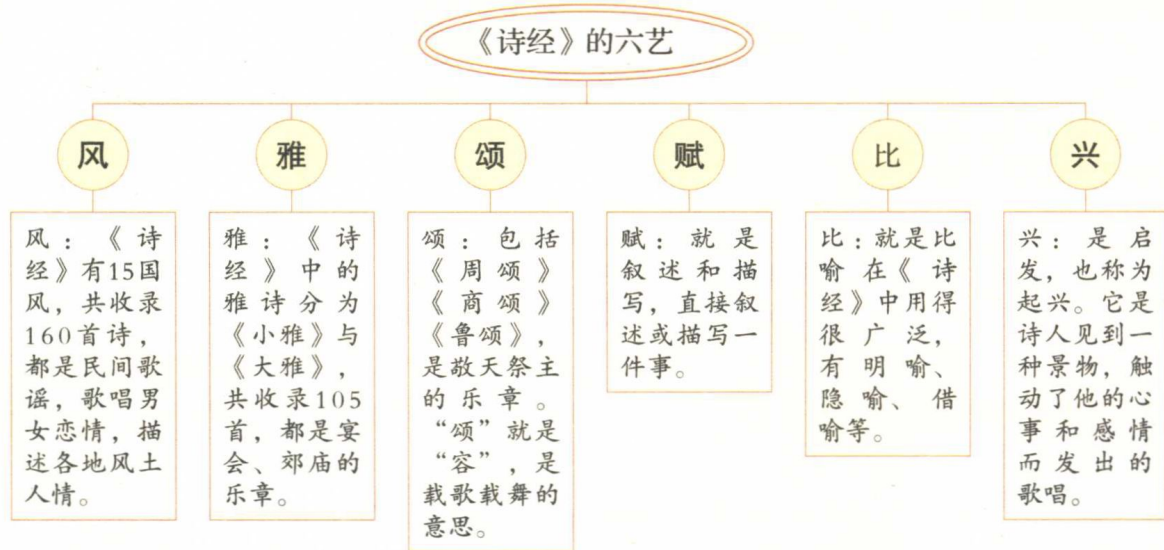 《诗经》的六艺
风
雅
颂
赋
比
兴
风：《诗
经》有15国
风，共收录
160首诗，
都是民间歌
谣，歌唱男
女恋情，描
述各地风土
人情。
雅：《诗
经》中的
雅诗分为
《小雅》与
《大雅》，
共收录105
首，都是宴
会、郊庙的
乐章。
颂：包括
《周颂》
《商颂》
《鲁颂》，
是敬天祭主
的乐章。
“颂”就是
“容”，是
载歌载舞的
意思。
赋：就是
叙述和描
写，直接叙
述或描写一
件事。
比：就是比
喻在《诗
经》中用得
很广泛，
有明喻、
隐喻、借
喻等。
兴：是启
发，也称为
起兴。它是
诗人见到一
种景物，触
动了他的心
事和感情
而发出的
歌唱。